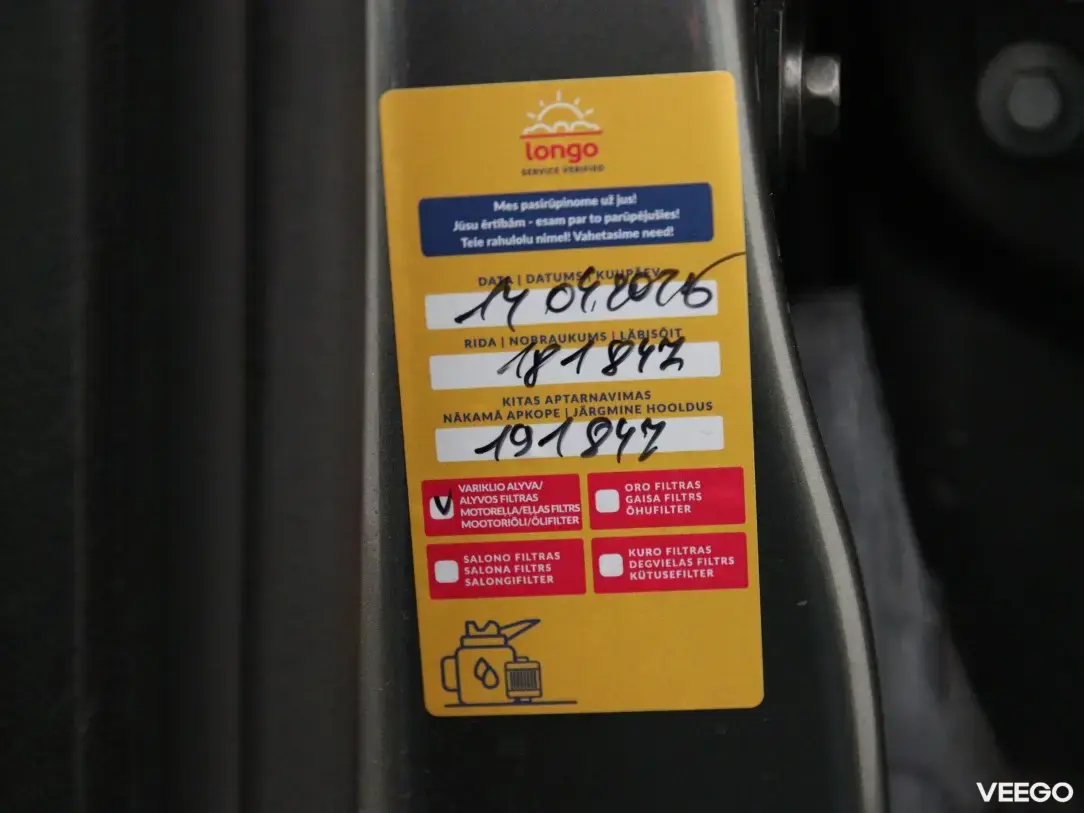 longo
SERVICE VERIFIED
Mes pasirūpinome už jus!
Jūsu ērtībām - esam par to parūpējušies!
Teie rahulolu nimel! Vahetasime need!
DATA | DATUMS | KUUPÄEV
14 04.2026
RIDA | NOBRAUKUMS | LÄBISÕIT
181847
KITAS APTARNAVIMAS
NĀKAMĀ APKOPE | JÄRGMINE HOOLDUS
191847
V
VARIKLIO ALYVA/
ALYVOS FILTRAS
MOTOREĻĻA/EĻĻAS FILTRS
MOOTORIÕLI/ÕLIFILTER
ORO FILTRAS
GAISA FILTRS
ÕHUFILTER
SALONO FILTRAS
SALONA FILTRS
SALONGIFILTER
KURO FILTRAS
DEGVIELAS FILTRS
KÜTUSEFILTER
VEEGO